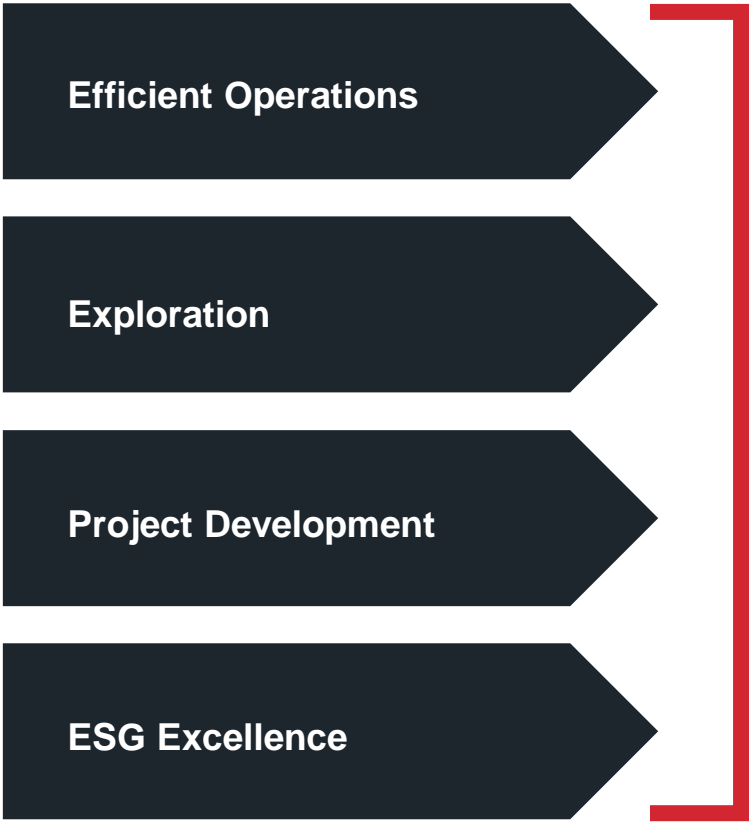 Efficient Operations
Exploration
Project Development
ESG Excellence